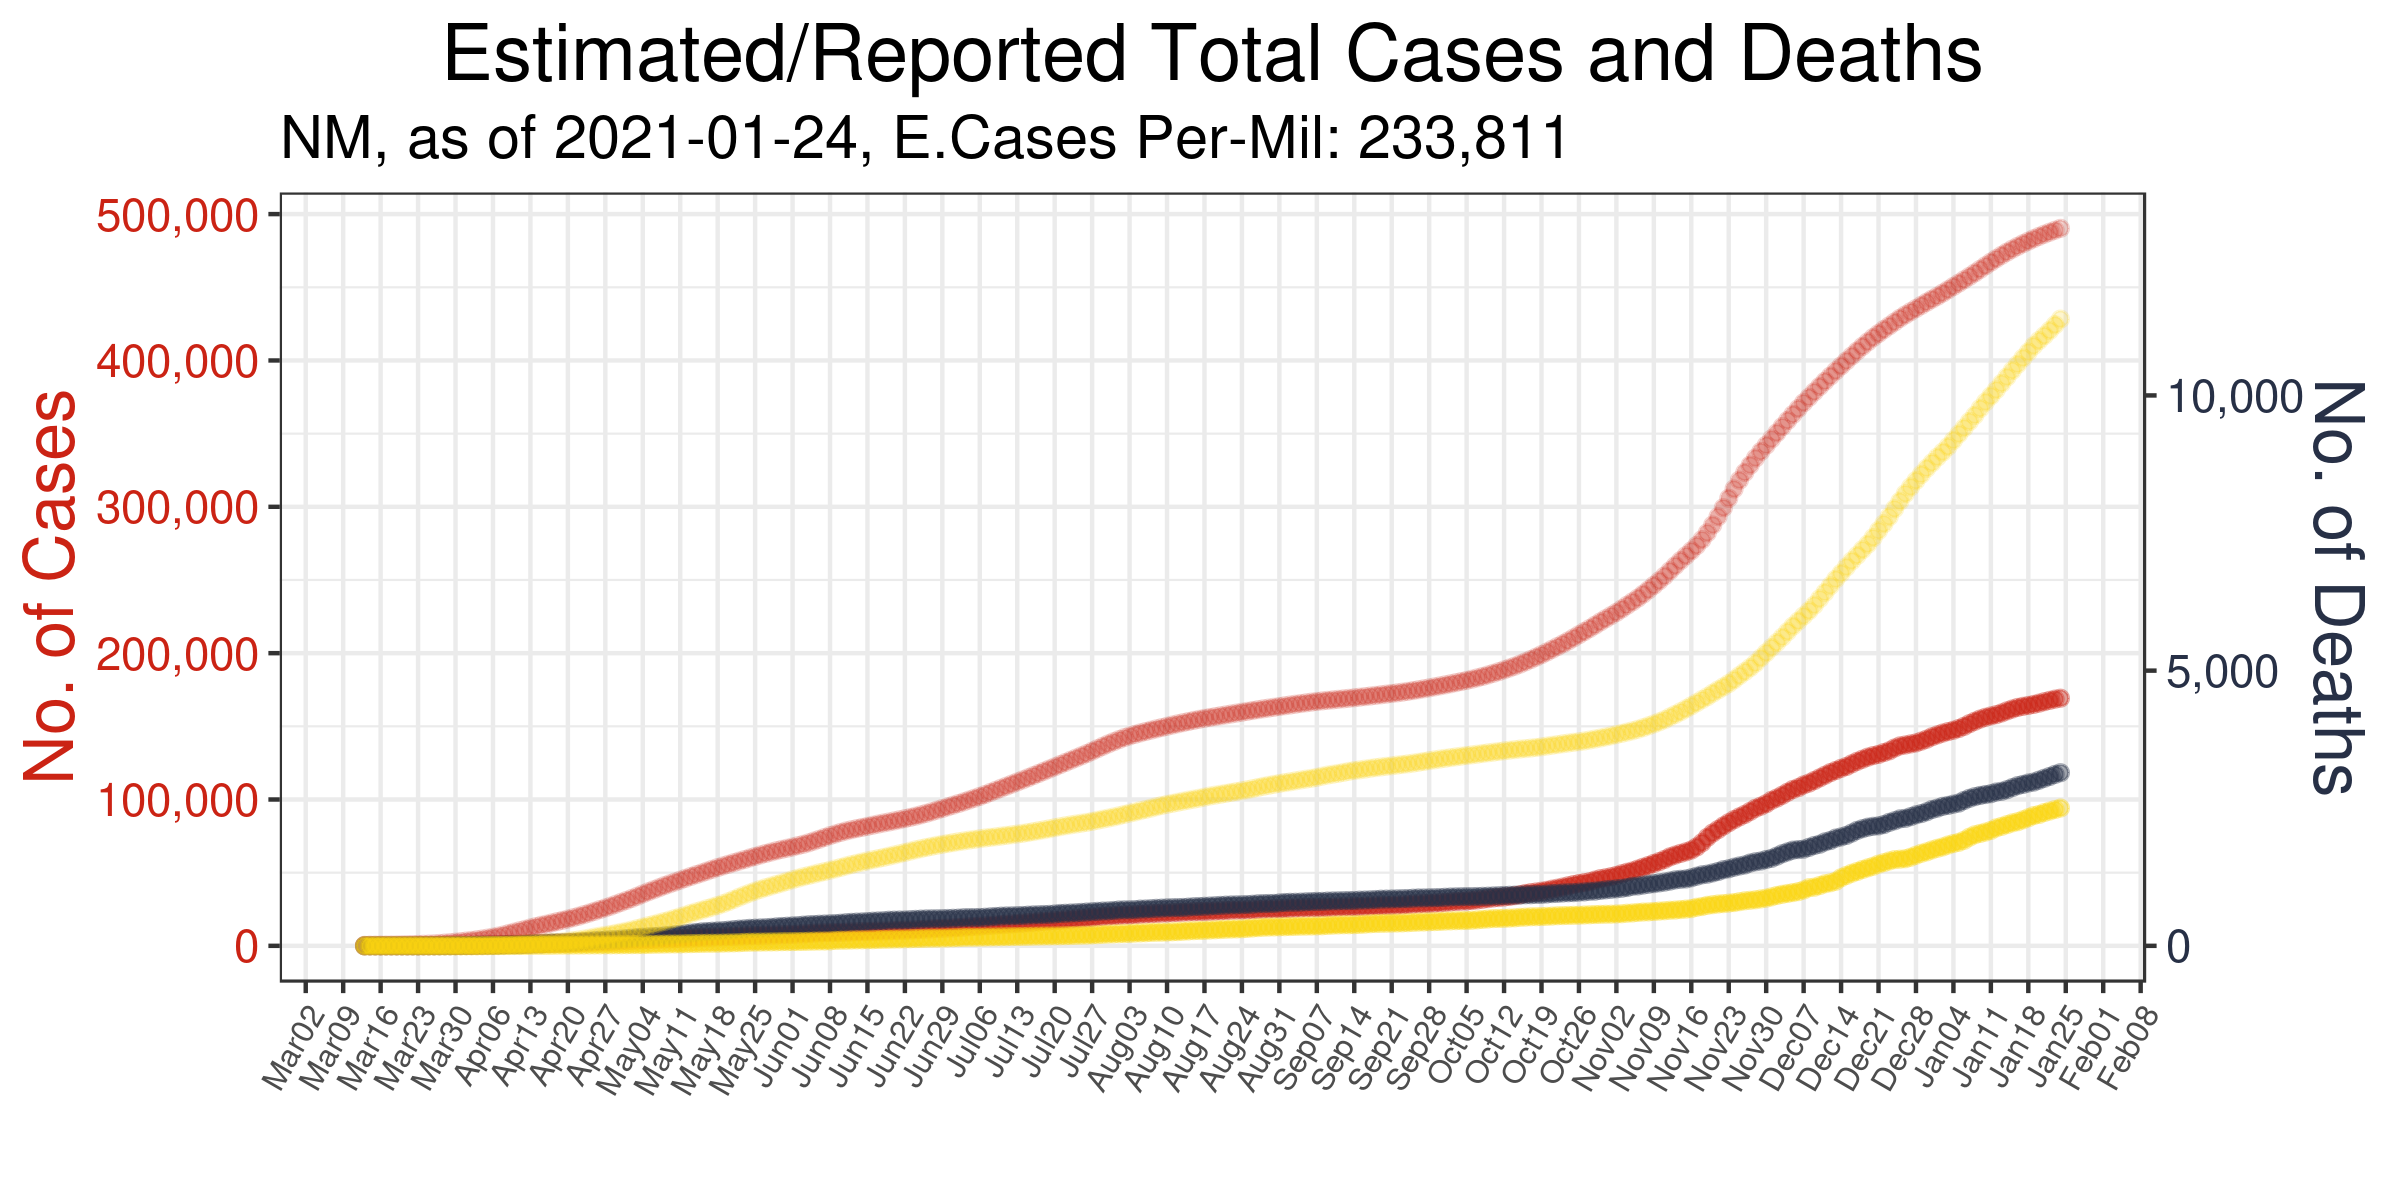 Estimated/Reported Total Cases and Deaths
NM, as of 2021-01-24, E.Cases Per-Mil: 233,811
No. of Cases
500,000
400,000
300,000
200,000
100,000
0
10,000
5,000
0
No. of Deaths
Mar02
Mar09
Mar16
Mar23
Mar30
Apr06
Apr13
Apr20
Apr27
May04
May11
May18
May25
Jun01
Jun08
Jun15
Jun22
Jun29
Jul06
Jul13
Jul20
Jul27
Aug03
Aug10
Aug17
Aug24
Aug31
Sep07
Sep14
Sep21
Sep28
Oct05
Oct12
Oct19
Oct26
Nov02
Nov09
Nov16
Nov23
Nov30
Dec07
Dec14
Dec21
Dec28
Jan04
Jan11
Jan18
Jan25
Feb01
Feb08